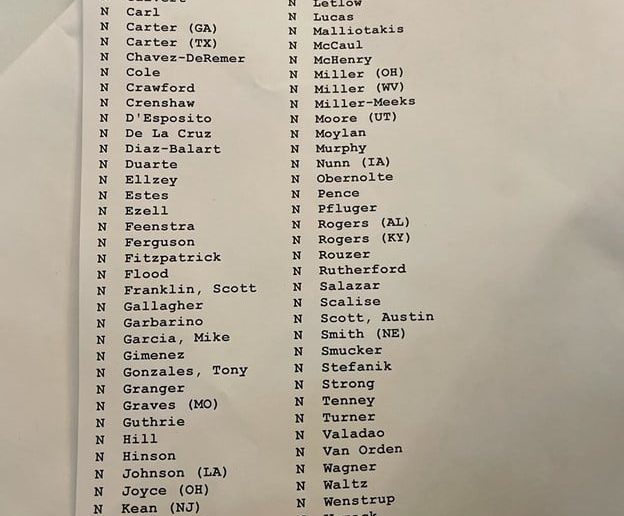 N Carl
N Carter (GA)
N Carter (TX)
N Chavez-DeRemer
N Cole
N Crawford
N Crenshaw
N D'Esposito
N De La Cruz
N Diaz-Balart
N Duarte
N Ellzey
N Estes
N Ezell
N Feenstra
N Ferguson
N Fitzpatrick
N Flood
N Franklin, Scott
N Gallagher
N Garbarino
N Garcia, Mike
N Gimenez
N Gonzales, Tony
N Granger
N Graves (MO)
N Guthrie
N Hill
N Hinson
N Johnson (LA)
N Joyce (OH)
N Kean (NJ)
N Letlow
N Lucas
N Malliotakis
N McCaul
N McHenry
N Miller (OH)
N Miller (WV)
N Miller-Meeks
N Moore (UT)
N Moylan
N Murphy
N Nunn (IA)
N Obernolte
N Pence
N Pfluger
N Rogers (AL)
N Rogers (KY)
N Rouzer
N Rutherford
N Salazar
N Scalise
N Scott, Austin
N Smith (NE)
N Smucker
N Stefanik
N Strong
N Tenney
N Turner
N Valadao
N Van Orden
N Wagner
N Waltz
N Wenstrup